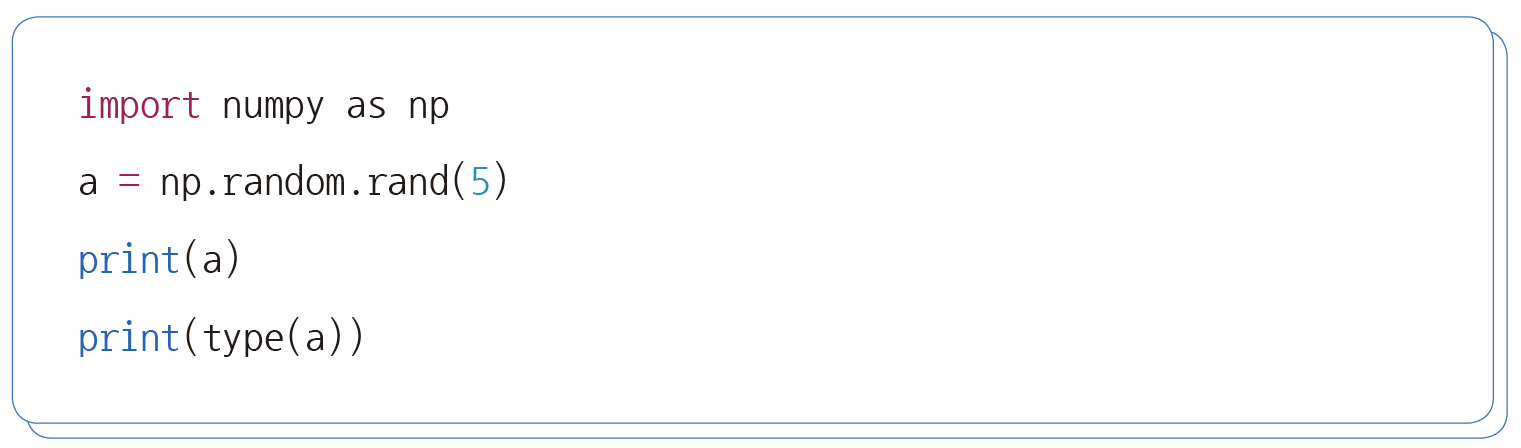 import numpy as np
a = np.random.rand(5)
print(a)
print(type(a))